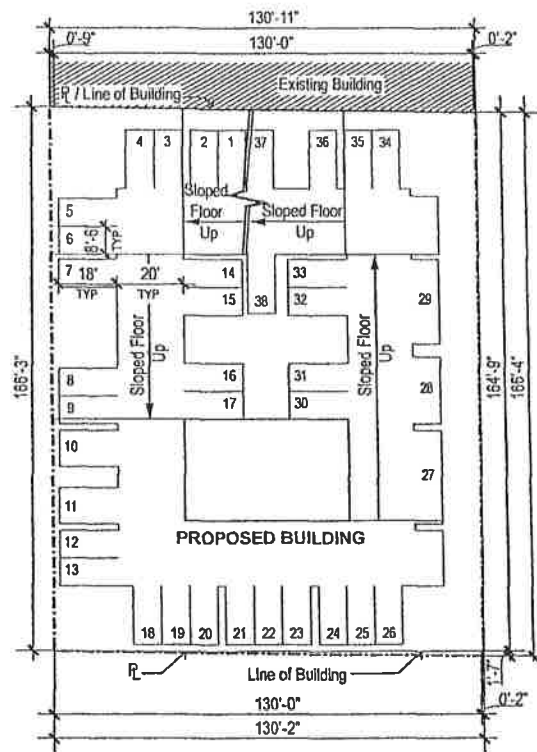 130'-11"
0'-9"
130'-0"
0'-2"
Existing Building
PL / Line of Building
4 3 2 1 37 36 35 34
Sloped Floor Up
Sloped Floor Up
5
6
8'-6"
TYP
7
18'
TYP
20'
TYP
14
33
15
38
32
29
Sloped Floor Up
Sloped Floor Up
8
16
31
28
9
17
30
10
27
11
PROPOSED BUILDING
12
13
18 19 20 21 22 23 24 25 26
PL
Line of Building
166'-3"
164'-9"
166'-4"
1'-7"
130'-0"
0'-2"
130'-2"